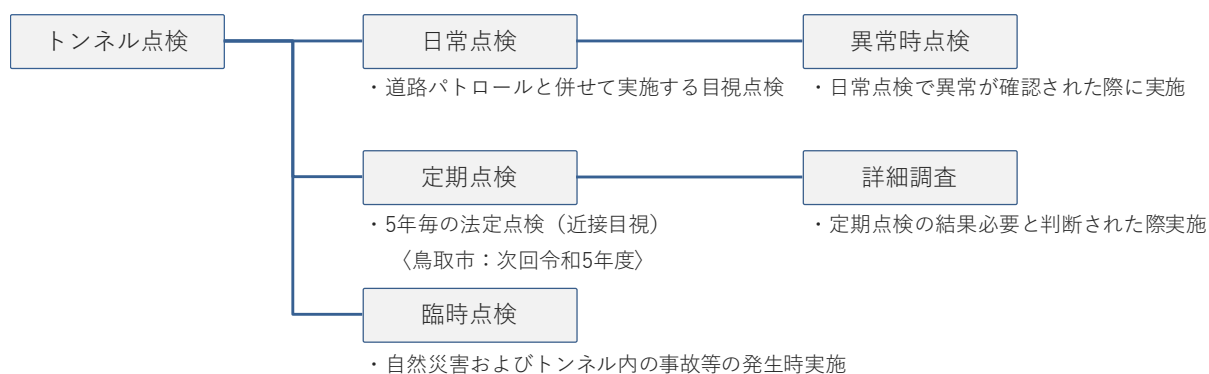 トンネル点検
日常点検
異常時点検
・道路パトロールと併せて実施する目視点検
・日常点検で異常が確認された際に実施
定期点検
詳細調査
・5年毎の法定点検（近接目視）
〈鳥取市：次回令和5年度〉
・定期点検の結果必要と判断された際実施
臨時点検
・自然災害およびトンネル内の事故等の発生時実施